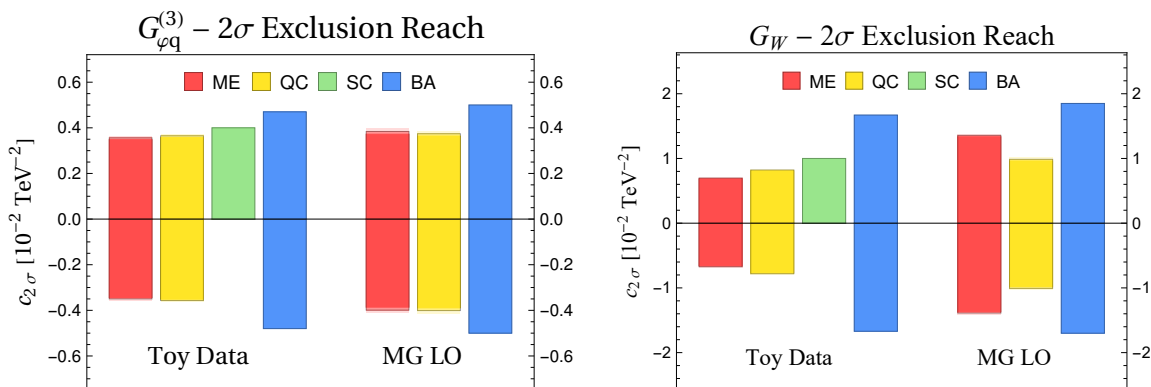 G_{φq}^{(3)} – 2σ Exclusion Reach
ME QC SC BA
0.6 0.6
0.4 0.4
0.2 0.2
0.0 0.0
−0.2 −0.2
−0.4 −0.4
−0.6 −0.6
c_{2σ} [10^{−2} TeV^{−2}]
Toy Data MG LO
G_W – 2σ Exclusion Reach
ME QC SC BA
2 2
1 1
0 0
−1 −1
−2 −2
c_{2σ} [10^{−2} TeV^{−2}]
Toy Data MG LO